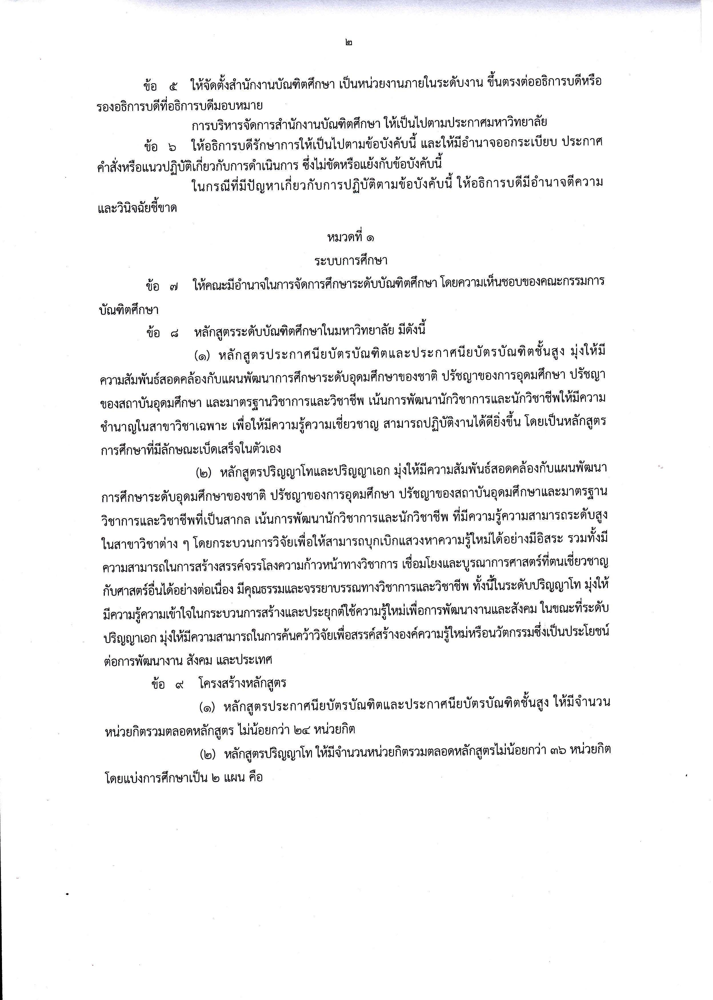 ๒
ข้อ ๕ ให้จัดตั้งสำนักงานบัณฑิตศึกษา เป็นหน่วยงานภายในระดับงาน ขึ้นตรงต่ออธิการบดีหรือ
รองอธิการบดีที่อธิการบดีมอบหมาย
การบริหารจัดการสำนักงานบัณฑิตศึกษา ให้เป็นไปตามประกาศมหาวิทยาลัย
ข้อ ๖ ให้อธิการบดีรักษาการให้เป็นไปตามข้อบังคับนี้ และให้มีอำนาจออกระเบียบ ประกาศ
คำสั่งหรือแนวปฏิบัติเกี่ยวกับการดำเนินการ ซึ่งไม่ขัดหรือแย้งกับข้อบังคับนี้
ในกรณีที่มีปัญหาเกี่ยวกับการปฏิบัติตามข้อบังคับนี้ ให้อธิการบดีมีอำนาจตีความ
และวินิจฉัยชี้ขาด
หมวดที่ ๑
ระบบการศึกษา
ข้อ ๗ ให้คณะมีอำนาจในการจัดการศึกษาระดับบัณฑิตศึกษา โดยความเห็นชอบของคณะกรรมการ
บัณฑิตศึกษา
ข้อ ๘ หลักสูตรระดับบัณฑิตศึกษาในมหาวิทยาลัย มีดังนี้
(๑) หลักสูตรประกาศนียบัตรบัณฑิตและประกาศนียบัตรบัณฑิตชั้นสูง มุ่งให้มี
ความสัมพันธ์สอดคล้องกับแผนพัฒนาการศึกษาระดับอุดมศึกษาของชาติ ปรัชญาของการอุดมศึกษา ปรัชญา
ของสถาบันอุดมศึกษา และมาตรฐานวิชาการและวิชาชีพ เน้นการพัฒนานักวิชาการและนักวิชาชีพให้มีความ
ชำนาญในสาขาวิชาเฉพาะ เพื่อให้มีความรู้ความเชี่ยวชาญ สามารถปฏิบัติงานได้ดียิ่งขึ้น โดยเป็นหลักสูตร
การศึกษาที่มีลักษณะเบ็ดเสร็จในตัวเอง
(๒) หลักสูตรปริญญาโทและปริญญาเอก มุ่งให้มีความสัมพันธ์สอดคล้องกับแผนพัฒนา
การศึกษาระดับอุดมศึกษาของชาติ ปรัชญาของการอุดมศึกษา ปรัชญาของสถาบันอุดมศึกษาและมาตรฐาน
วิชาการและวิชาชีพที่เป็นสากล เน้นการพัฒนานักวิชาการและนักวิชาชีพ ที่มีความรู้ความสามารถระดับสูง
ในสาขาวิชาต่าง ๆ โดยกระบวนการวิจัยเพื่อให้สามารถบุกเบิกแสวงหาความรู้ใหม่ได้อย่างมีอิสระ รวมทั้งมี
ความสามารถในการสร้างสรรค์จรรโลงความก้าวหน้าทางวิชาการ เชื่อมโยงและบูรณาการศาสตร์ที่ตนเชี่ยวชาญ
กับศาสตร์อื่นได้อย่างต่อเนื่อง มีคุณธรรมและจรรยาบรรณทางวิชาการและวิชาชีพ ทั้งนี้ในระดับปริญญาโท มุ่งให้
มีความรู้ความเข้าใจในกระบวนการสร้างและประยุกต์ใช้ความรู้ใหม่เพื่อการพัฒนางานและสังคม ในขณะที่ระดับ
ปริญญาเอก มุ่งให้มีความสามารถในการค้นคว้าวิจัยเพื่อสรรค์สร้างองค์ความรู้ใหม่หรือนวัตกรรมซึ่งเป็นประโยชน์
ต่อการพัฒนางาน สังคม และประเทศ
ข้อ ๙ โครงสร้างหลักสูตร
(๑) หลักสูตรประกาศนียบัตรบัณฑิตและประกาศนียบัตรบัณฑิตชั้นสูง ให้มีจำนวน
หน่วยกิตรวมตลอดหลักสูตร ไม่น้อยกว่า ๒๔ หน่วยกิต
(๒) หลักสูตรปริญญาโท ให้มีจำนวนหน่วยกิตรวมตลอดหลักสูตรไม่น้อยกว่า ๓๖ หน่วยกิต
โดยแบ่งการศึกษาเป็น ๒ แผน คือ